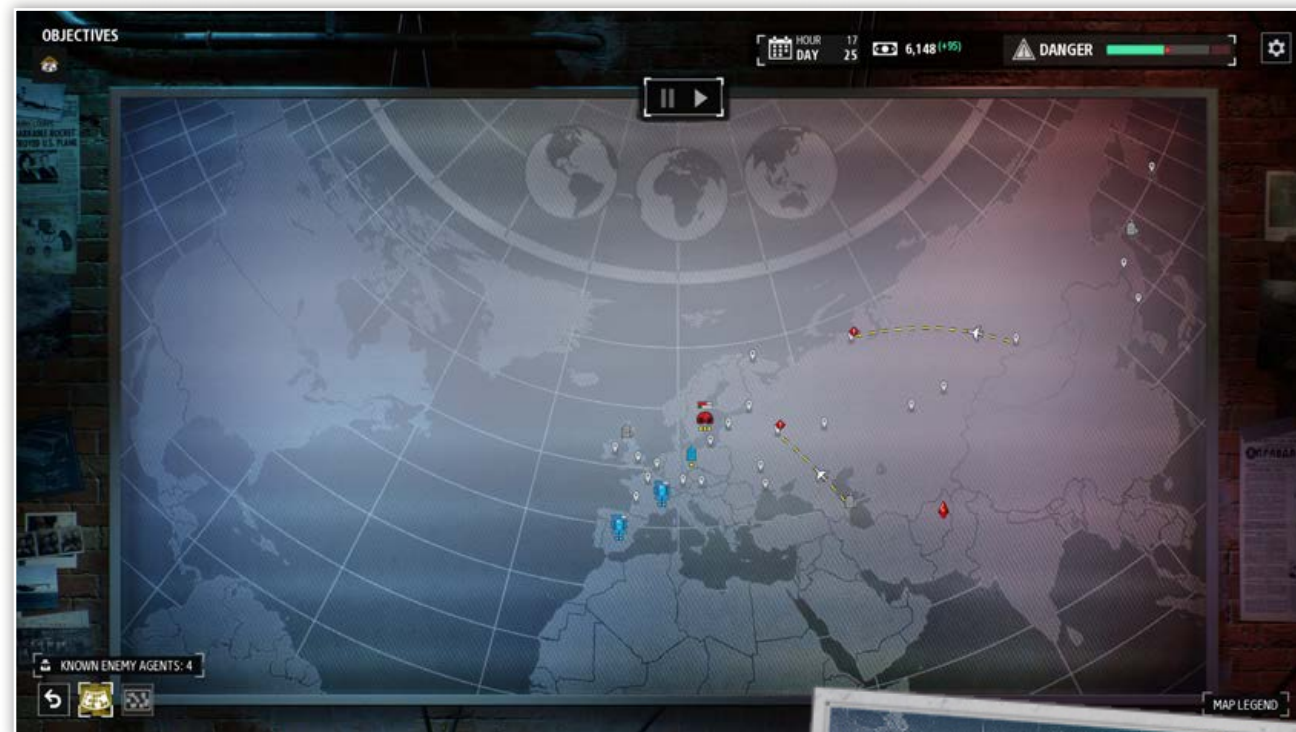 OBJECTIVES
HOUR 17
DAY 25
6,148 (+95)
DANGER
KNOWN ENEMY AGENTS: 4
MAP LEGEND